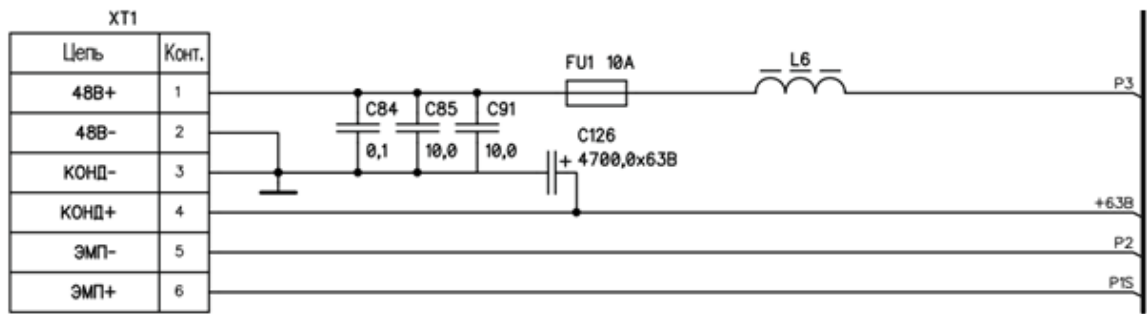 XT1
Цепь Конт.
48В+ 1
48В- 2
КОНД- 3
КОНД+ 4
ЭМП- 5
ЭМП+ 6
FU1 10А
L6
P3
C84 C85 C91
0,1 10,0 10,0
C126
+ 4700,0x63В
+63В
P2
P1S